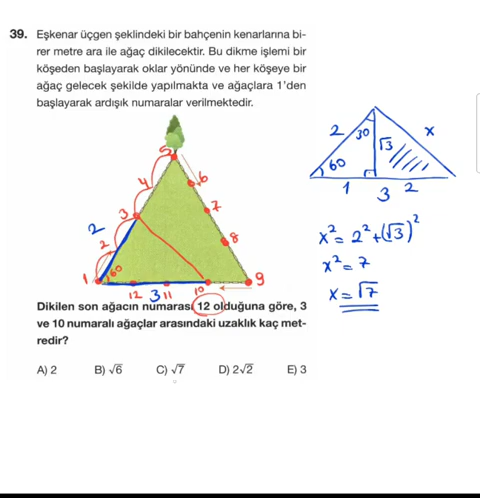 39. Eşkenar üçgen şeklindeki bir bahçenin kenarlarına bi-
rer metre ara ile ağaç dikilecektir. Bu dikme işlemi bir
köşeden başlayarak oklar yönünde ve her köşeye bir
ağaç gelecek şekilde yapılmakta ve ağaçlara 1'den
başlayarak ardışık numaralar verilmektedir.
5
4
6
3
7
2
2
8
1
60
9
12
3
11
10
Dikilen son ağacın numarası 12 olduğuna göre, 3
ve 10 numaralı ağaçlar arasındaki uzaklık kaç met-
redir?
A) 2 B) √6 C) √7 D) 2√2 E) 3
2
30
√3
x
60
1
3
2
x² = 2² + (√3)²
x² = 7
x = √7